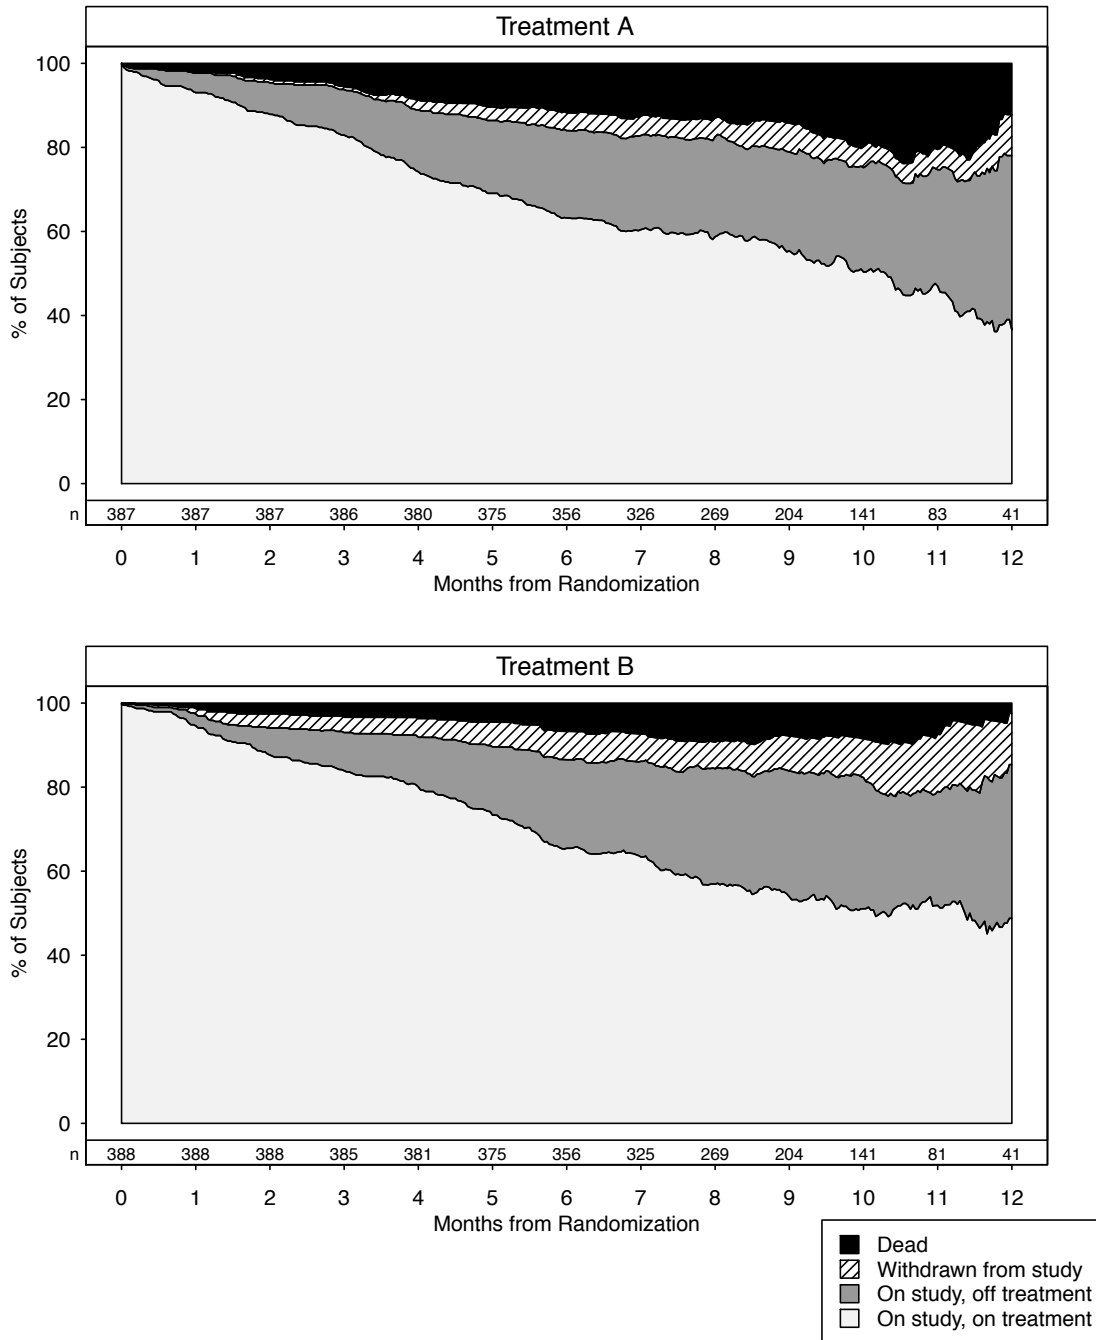 Treatment A
100
80
60
40
20
0
% of Subjects
n 387 387 387 386 380 375 356 326 269 204 141 83 41
0 1 2 3 4 5 6 7 8 9 10 11 12
Months from Randomization
Treatment B
100
80
60
40
20
0
% of Subjects
n 388 388 388 385 381 375 356 325 269 204 141 81 41
0 1 2 3 4 5 6 7 8 9 10 11 12
Months from Randomization
Dead
Withdrawn from study
On study, off treatment
On study, on treatment